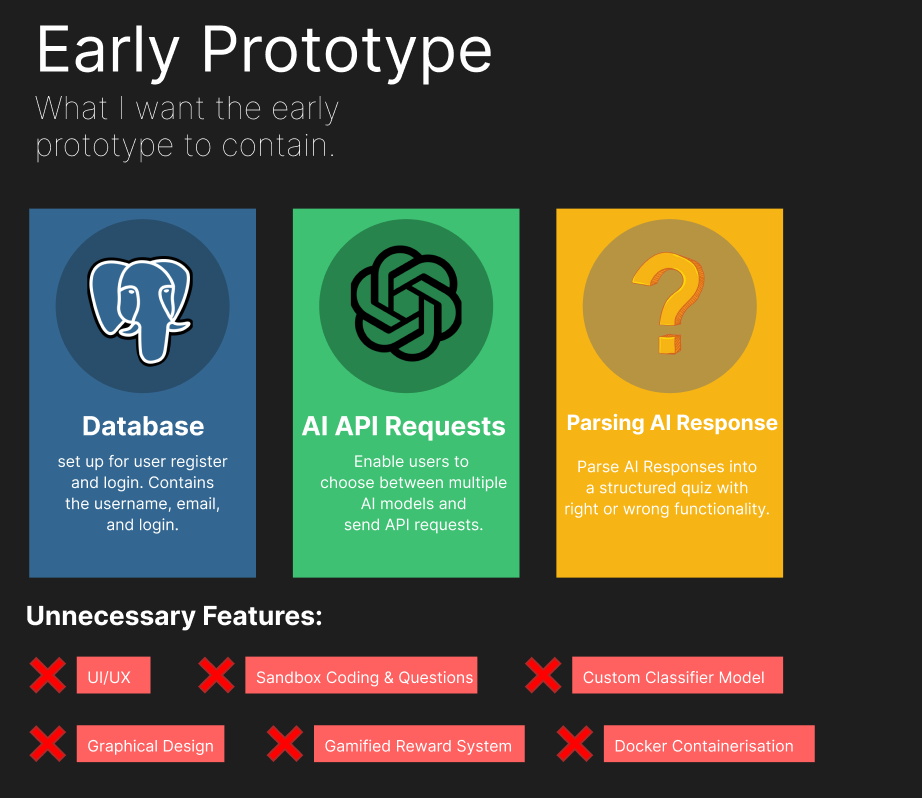 Early Prototype
What I want the early
prototype to contain.
Database
set up for user register
and login. Contains
the username, email,
and login.
AI API Requests
Enable users to
choose between multiple
AI models and
send API requests.
Parsing AI Response
Parse AI Responses into
a structured quiz with
right or wrong functionality.
Unnecessary Features:
UI/UX
Sandbox Coding & Questions
Custom Classifier Model
Graphical Design
Gamified Reward System
Docker Containerisation